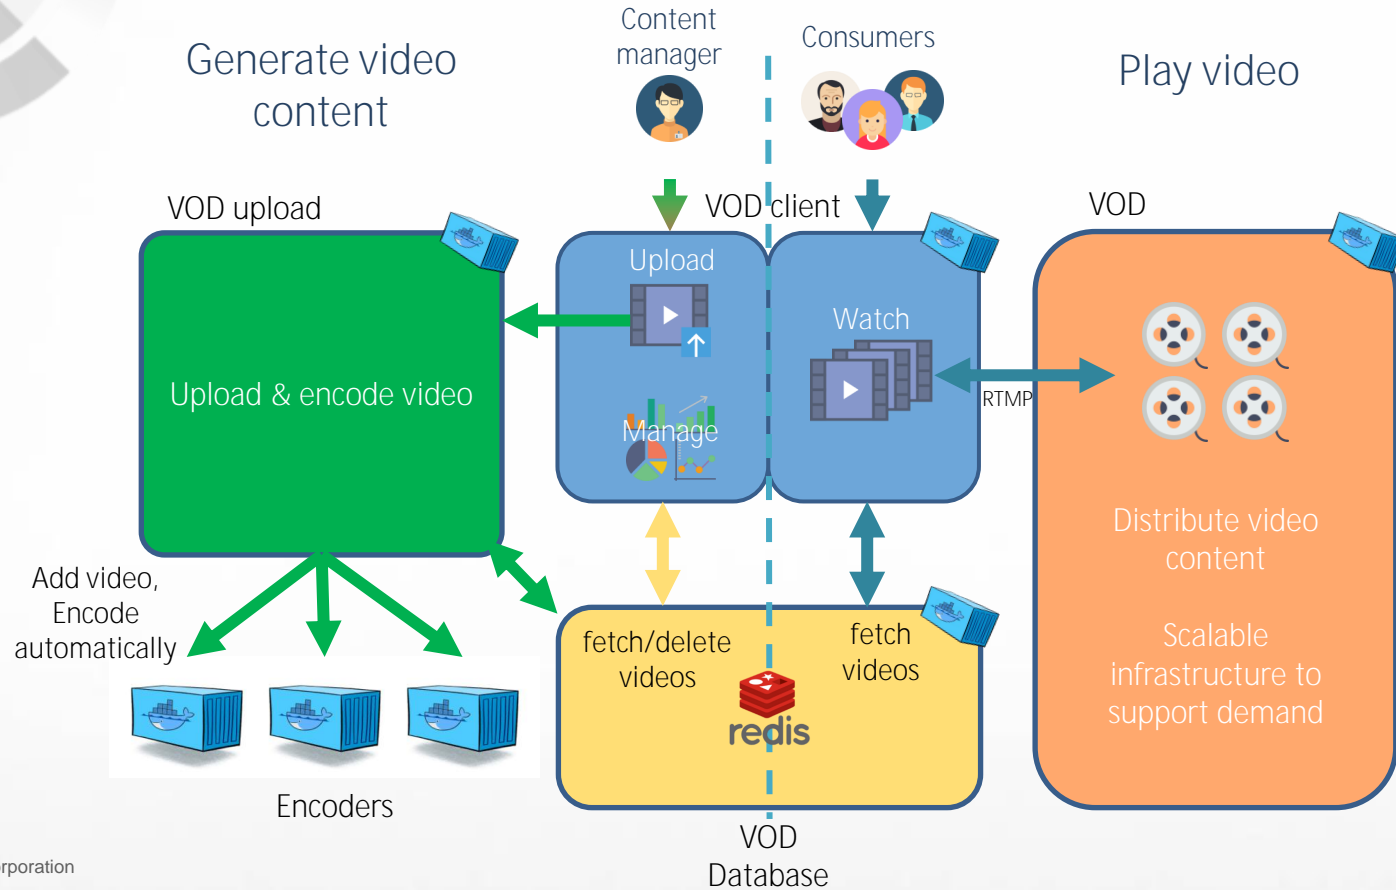 Generate video
content
Content
manager
Consumers
Play video
VOD upload
VOD client
VOD
Upload
Watch
Upload & encode video
Manage
RTMP
Distribute video
content
Scalable
infrastructure to
support demand
Add video,
Encode
automatically
fetch/delete
videos
fetch
videos
redis
Encoders
VOD
Database